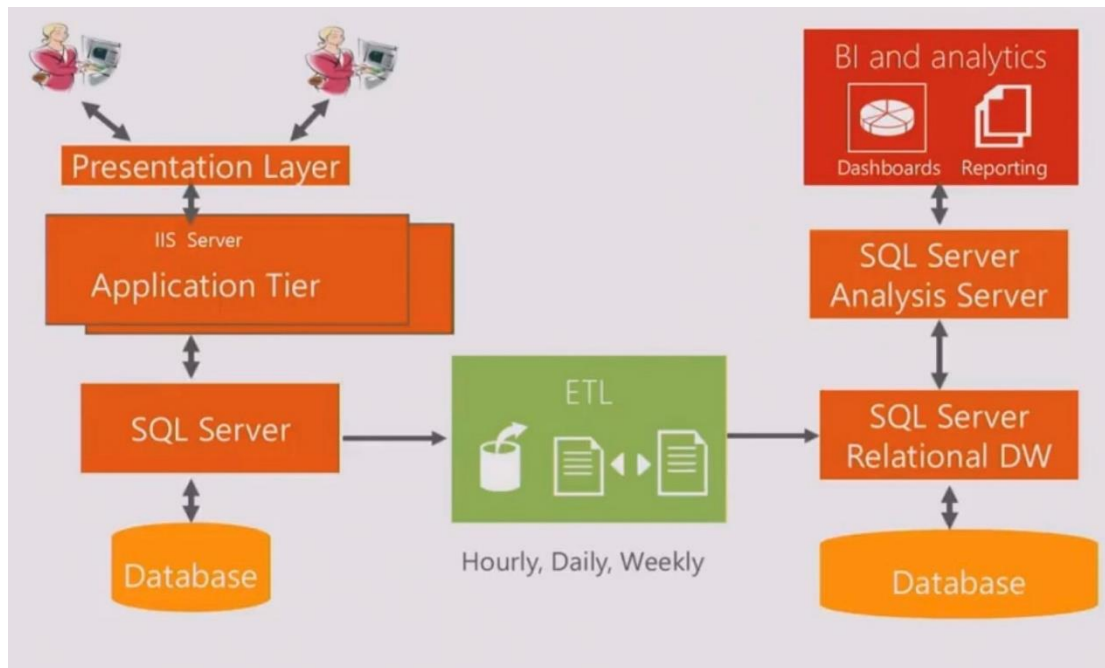 Presentation Layer
IIS Server
Application Tier
SQL Server
Database
ETL
Hourly, Daily, Weekly
BI and analytics
Dashboards Reporting
SQL Server
Analysis Server
SQL Server
Relational DW
Database